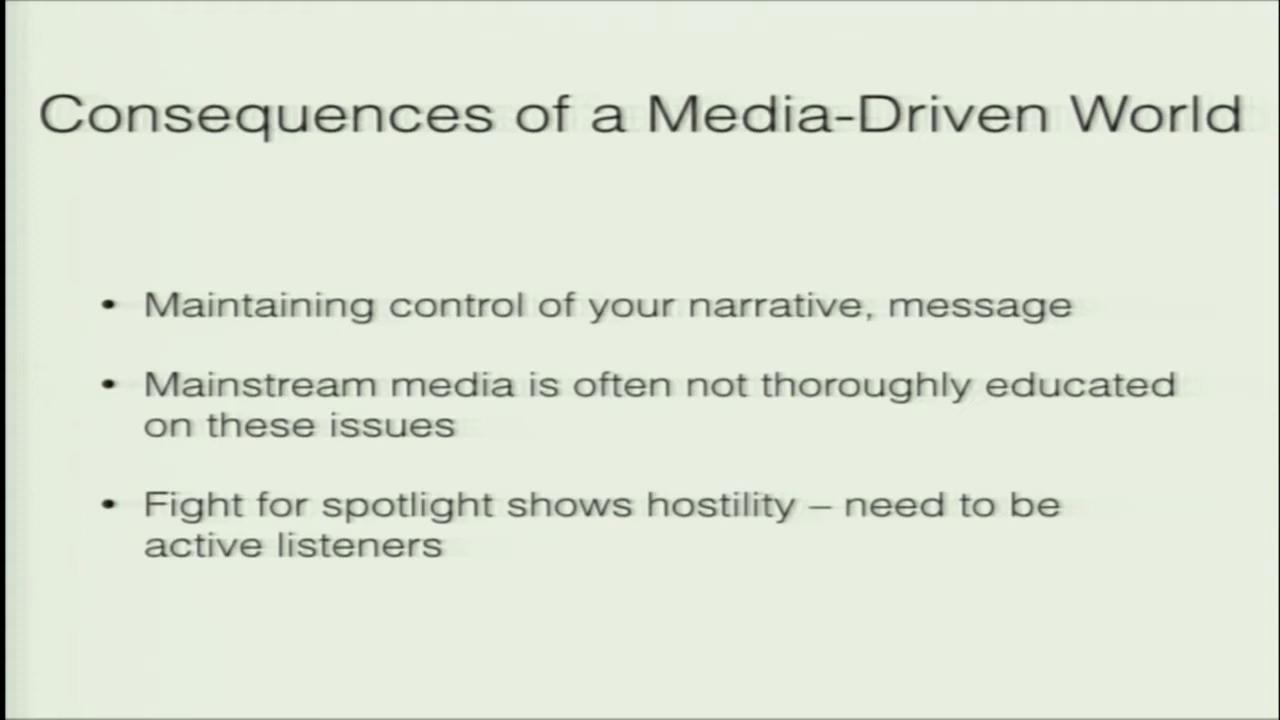 Consequences of a Media-Driven World
• Maintaining control of your narrative, message
• Mainstream media is often not thoroughly educated
on these issues
• Fight for spotlight shows hostility – need to be
active listeners